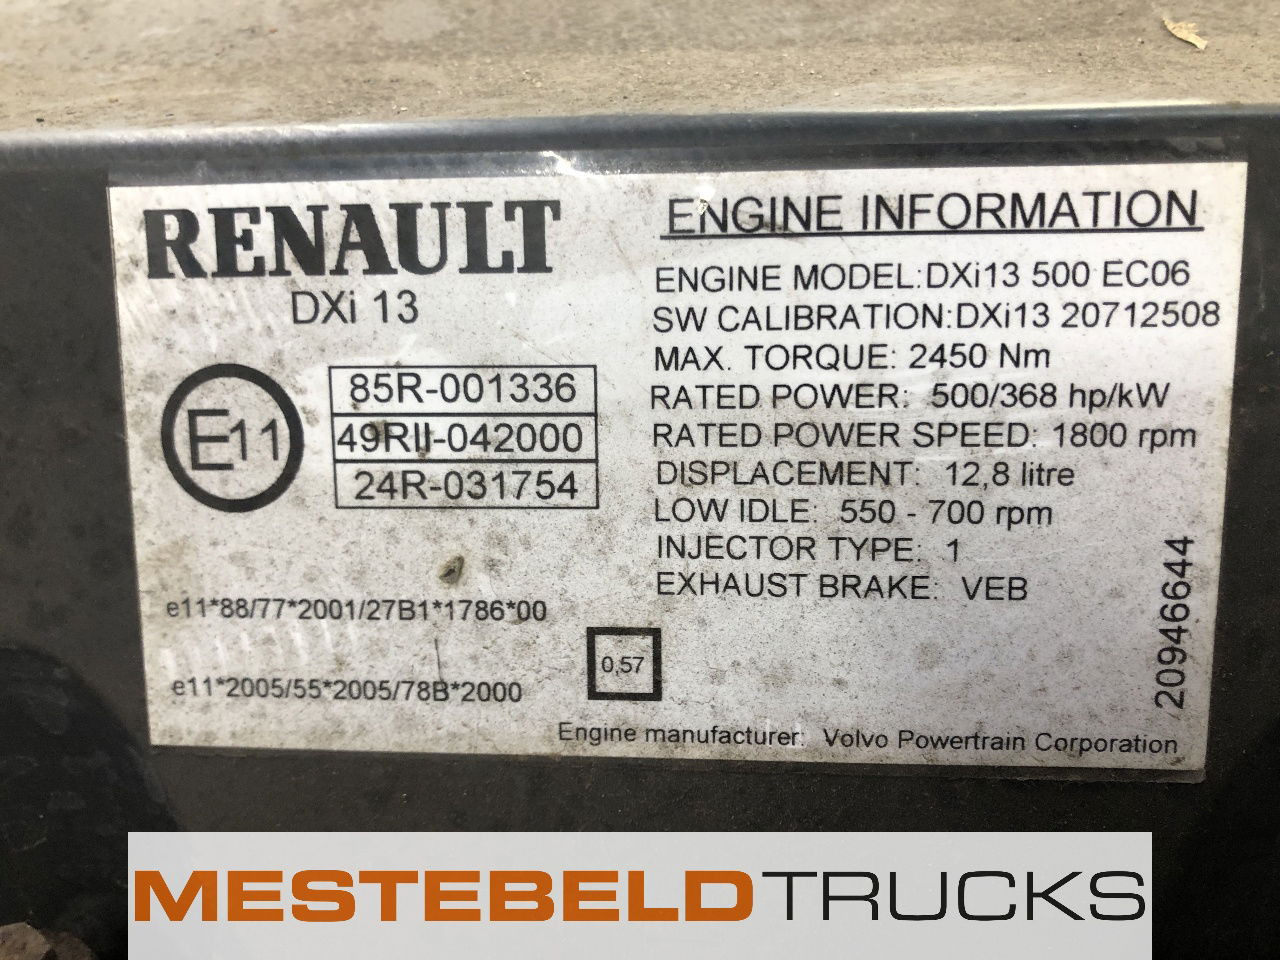 RENAULT
DXi 13
E11
85R-001336
49RII-042000
24R-031754
e11*88/77*2001/27B1*1786*00
e11*2005/55*2005/78B*2000
0,57
ENGINE INFORMATION
ENGINE MODEL:DXi13 500 EC06
SW CALIBRATION:DXi13 20712508
MAX. TORQUE: 2450 Nm
RATED POWER: 500/368 hp/kW
RATED POWER SPEED: 1800 rpm
DISPLACEMENT: 12,8 litre
LOW IDLE: 550 - 700 rpm
INJECTOR TYPE: 1
EXHAUST BRAKE: VEB
20946644
Engine manufacturer: Volvo Powertrain Corporation
MESTEBELDTRUCKS